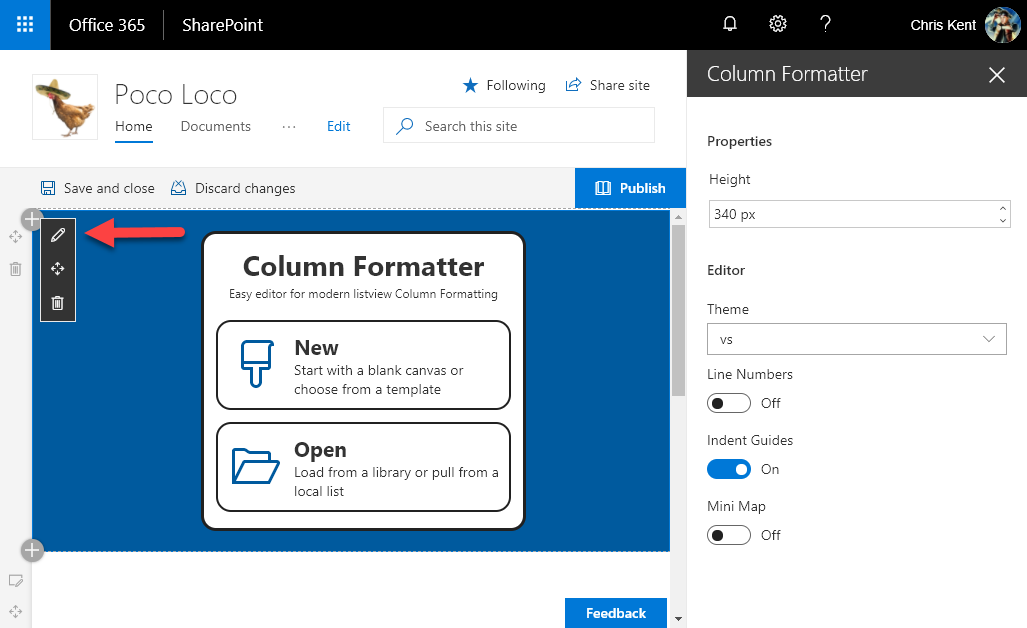 Office 365
SharePoint
?
Chris Kent
Poco Loco
Following
Share site
Home
Documents
...
Edit
Search this site
Save and close
Discard changes
Publish
Column Formatter
Easy editor for modern listview Column Formatting
New
Start with a blank canvas or
choose from a template
Open
Load from a library or pull from a
local list
Feedback
Column Formatter
Properties
Height
340 px
Editor
Theme
vs
Line Numbers
Off
Indent Guides
On
Mini Map
Off